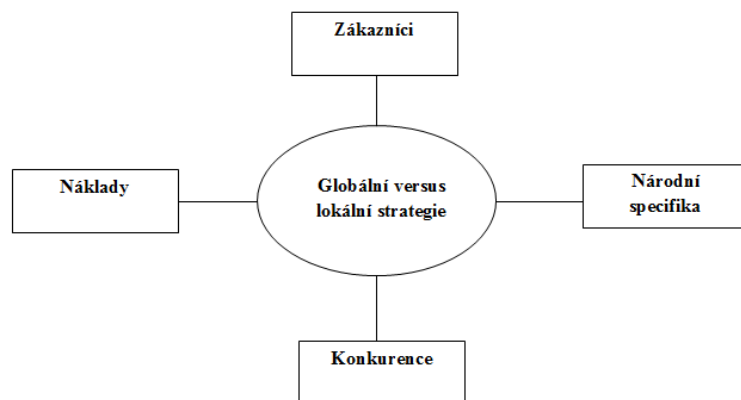 Zákazníci
Náklady
Globální versus
lokální strategie
Národní
specifika
Konkurence